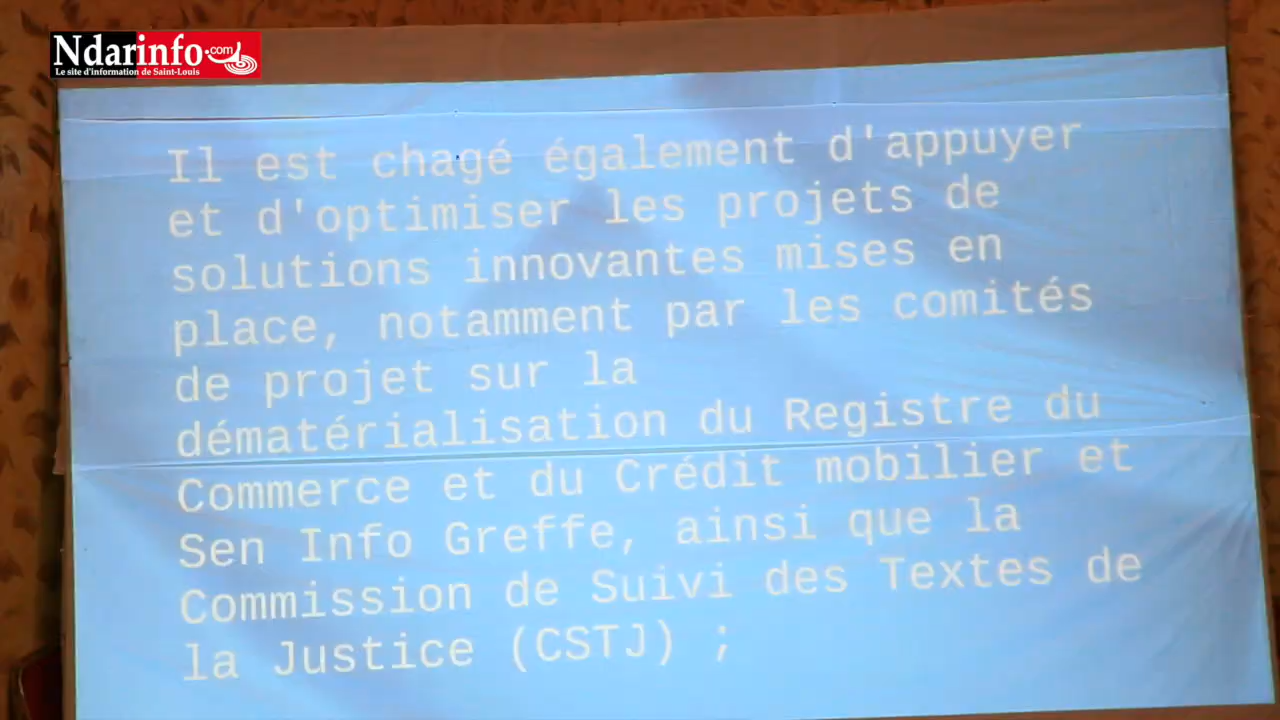 Ndarinfo.com
Le site d'information de Saint-Louis
Il est chagé également d'appuyer
et d'optimiser les projets de
solutions innovantes mises en
place, notamment par les comités
de projet sur la
dématérialisation du Registre du
Commerce et du Crédit mobilier et
Sen Info Greffe, ainsi que la
Commission de Suivi des Textes de
la Justice (CSTJ) ;